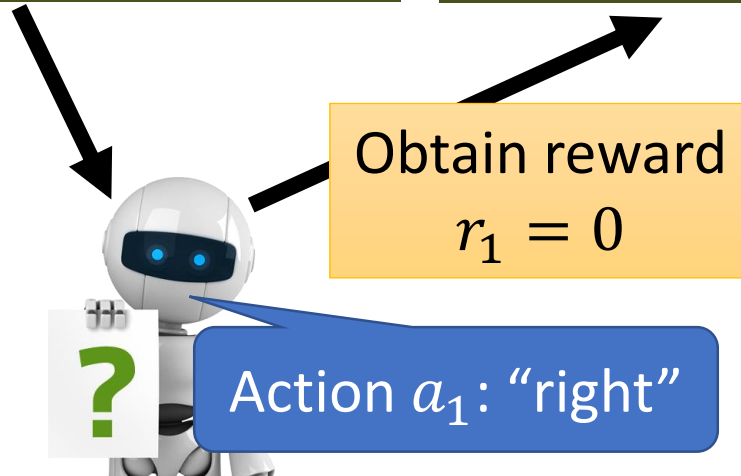 Obtain reward
𝑟₁ = 0
?
Action 𝑎₁: “right”